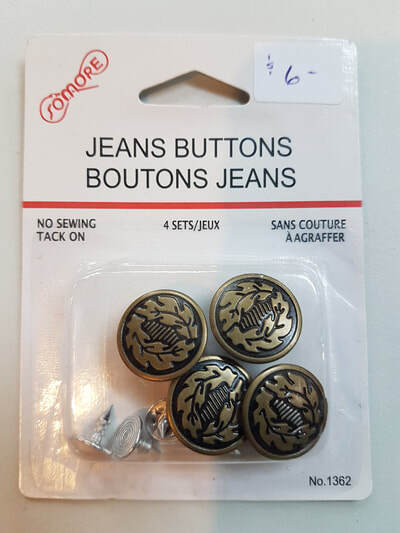 SOMORE
6-
JEANS BUTTONS
BOUTONS JEANS
NO SEWING
TACK ON
4 SETS/JEUX
SANS COUTURE
À AGRAFFER
No.1362